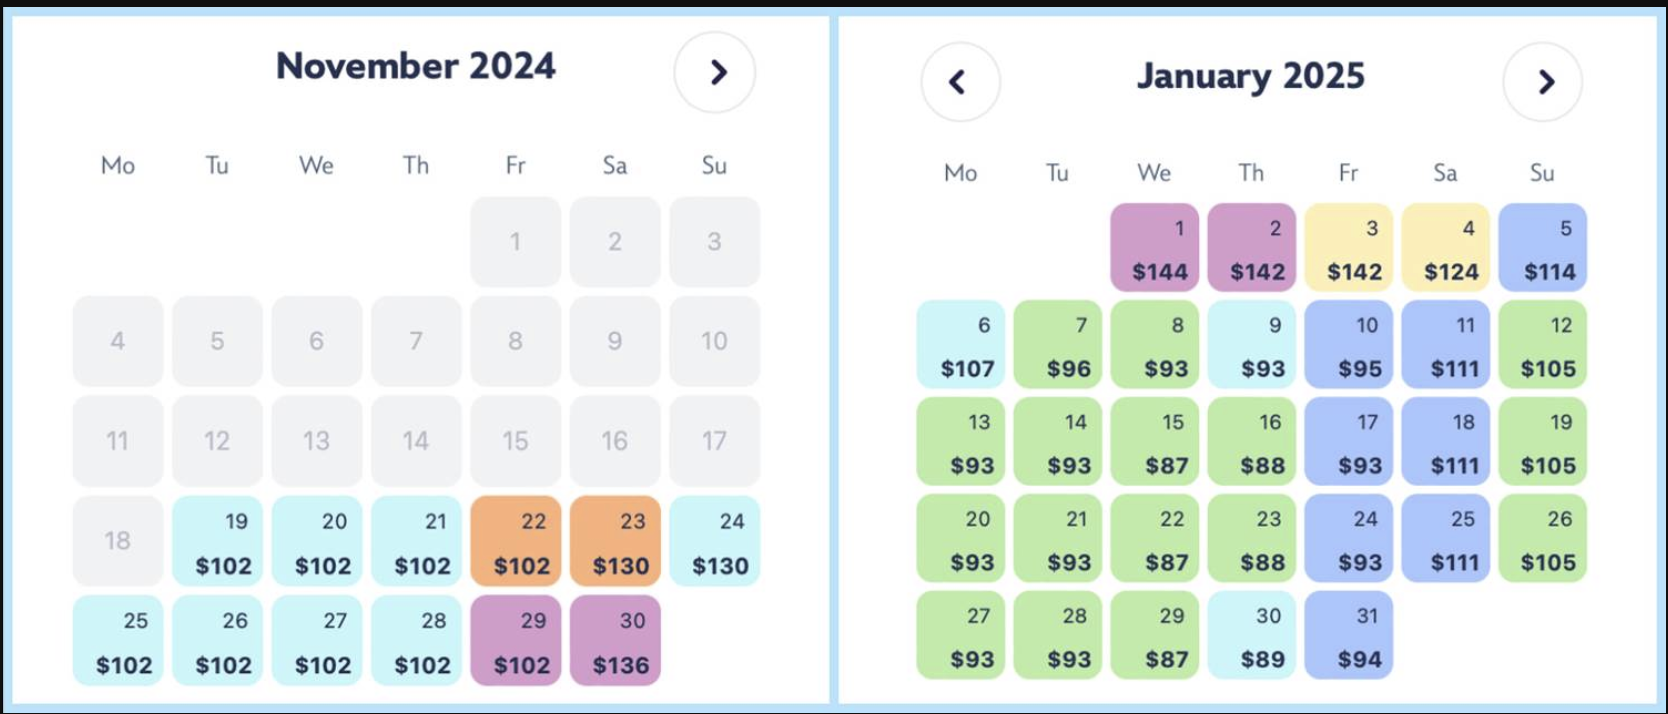 November 2024
Mo Tu We Th Fr Sa Su
1 2 3
4 5 6 7 8 9 10
11 12 13 14 15 16 17
18 19 20 21 22 23 24
$102 $102 $102 $102 $130 $130
25 26 27 28 29 30
$102 $102 $102 $102 $102 $136
January 2025
Mo Tu We Th Fr Sa Su
1 2 3 4 5
$144 $142 $142 $124 $114
6 7 8 9 10 11 12
$107 $96 $93 $93 $95 $111 $105
13 14 15 16 17 18 19
$93 $93 $87 $88 $93 $111 $105
20 21 22 23 24 25 26
$93 $93 $87 $88 $93 $111 $105
27 28 29 30 31
$93 $93 $87 $89 $94